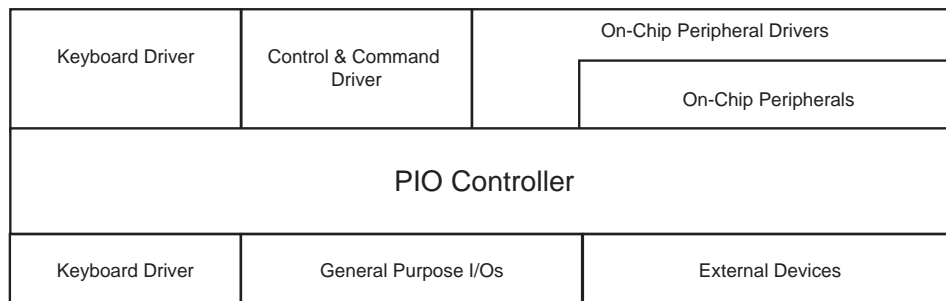 On-Chip Peripheral Drivers
Keyboard Driver
Control & Command
Driver
On-Chip Peripherals
PIO Controller
Keyboard Driver
General Purpose I/Os
External Devices